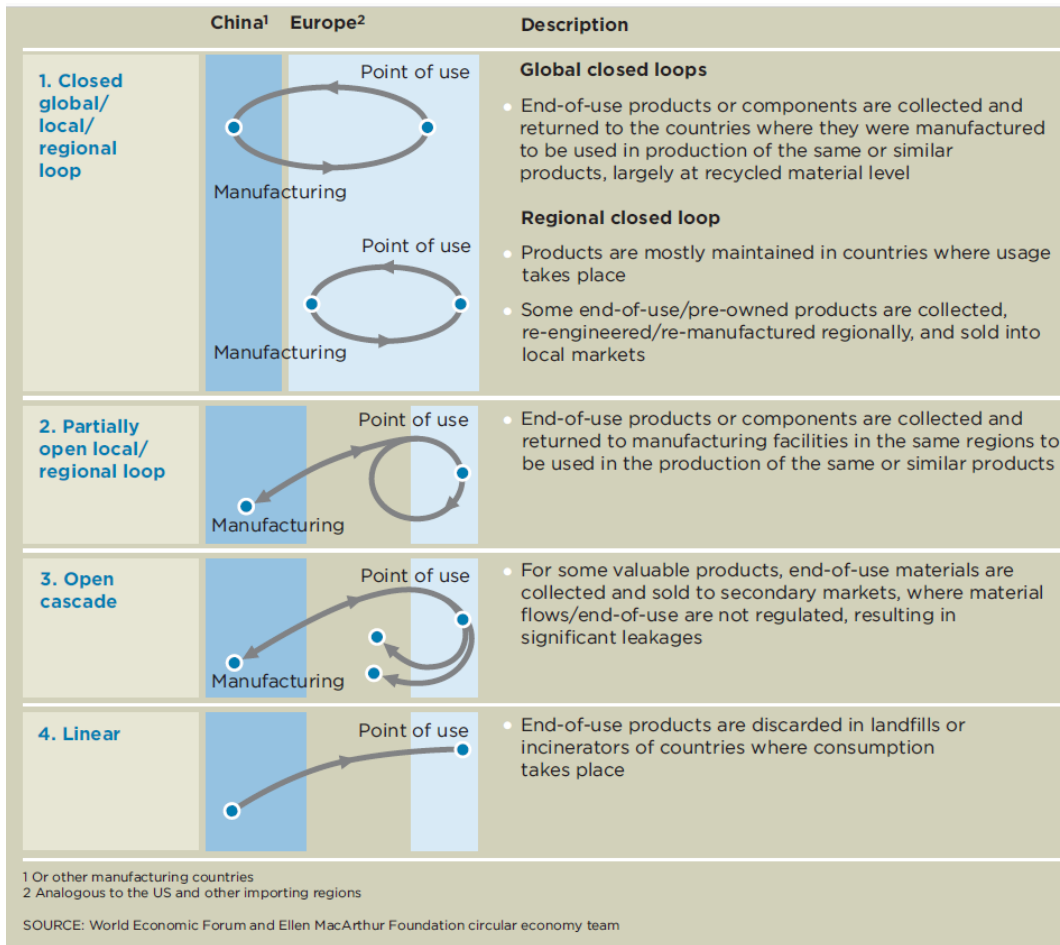 China¹ Europe² Description
1. Closed
global/
local/
regional
loop
Point of use
Manufacturing
Point of use
Manufacturing
Global closed loops
End-of-use products or components are collected and
returned to the countries where they were manufactured
to be used in production of the same or similar
products, largely at recycled material level
Regional closed loop
Products are mostly maintained in countries where usage
takes place
Some end-of-use/pre-owned products are collected,
re-engineered/re-manufactured regionally, and sold into
local markets
2. Partially
open local/
regional loop
Point of use
Manufacturing
End-of-use products or components are collected and
returned to manufacturing facilities in the same regions to
be used in the production of the same or similar products
3. Open
cascade
Point of use
Manufacturing
For some valuable products, end-of-use materials are
collected and sold to secondary markets, where material
flows/end-of-use are not regulated, resulting in
significant leakages
4. Linear
Point of use
End-of-use products are discarded in landfills or
incinerators of countries where consumption
takes place
1 Or other manufacturing countries
2 Analogous to the US and other importing regions
SOURCE: World Economic Forum and Ellen MacArthur Foundation circular economy team